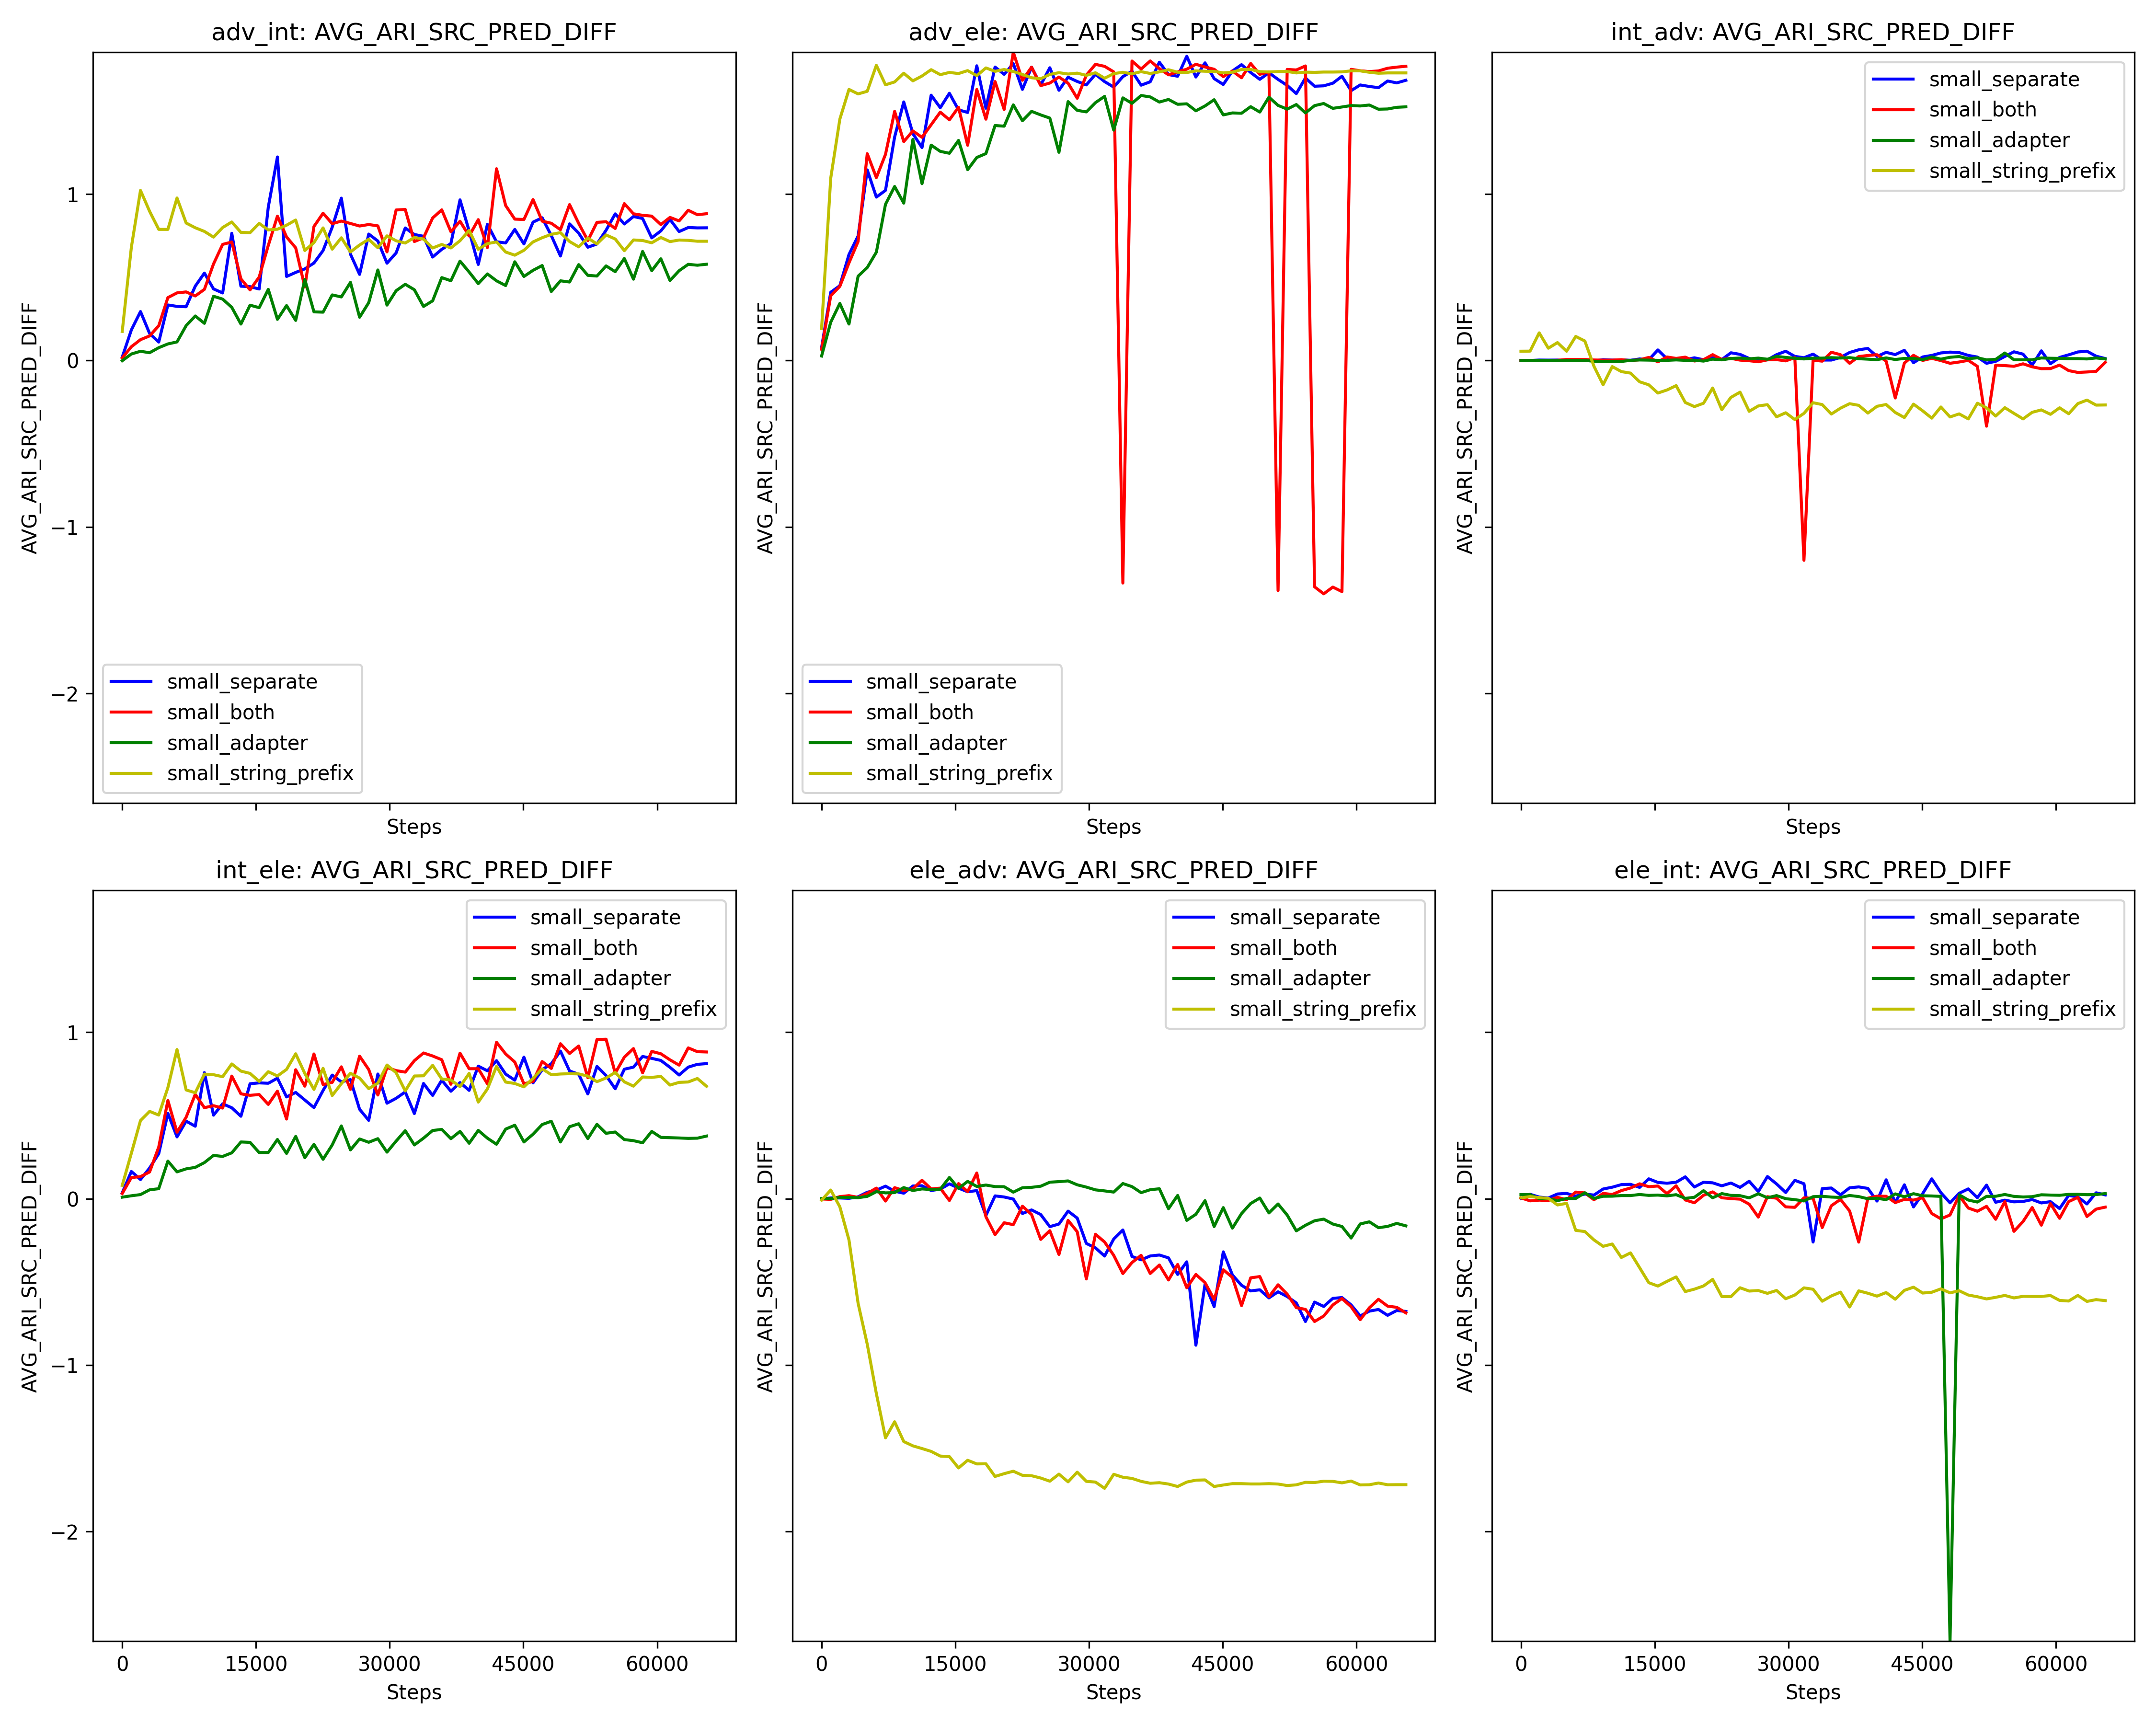 adv_int: AVG_ARI_SRC_PRED_DIFF
AVG_ARI_SRC_PRED_DIFF
1
0
−1
−2
small_separate
small_both
small_adapter
small_string_prefix
Steps
adv_ele: AVG_ARI_SRC_PRED_DIFF
AVG_ARI_SRC_PRED_DIFF
small_separate
small_both
small_adapter
small_string_prefix
Steps
int_adv: AVG_ARI_SRC_PRED_DIFF
AVG_ARI_SRC_PRED_DIFF
small_separate
small_both
small_adapter
small_string_prefix
Steps
int_ele: AVG_ARI_SRC_PRED_DIFF
AVG_ARI_SRC_PRED_DIFF
1
0
−1
−2
small_separate
small_both
small_adapter
small_string_prefix
0 15000 30000 45000 60000
Steps
ele_adv: AVG_ARI_SRC_PRED_DIFF
AVG_ARI_SRC_PRED_DIFF
small_separate
small_both
small_adapter
small_string_prefix
0 15000 30000 45000 60000
Steps
ele_int: AVG_ARI_SRC_PRED_DIFF
AVG_ARI_SRC_PRED_DIFF
small_separate
small_both
small_adapter
small_string_prefix
0 15000 30000 45000 60000
Steps